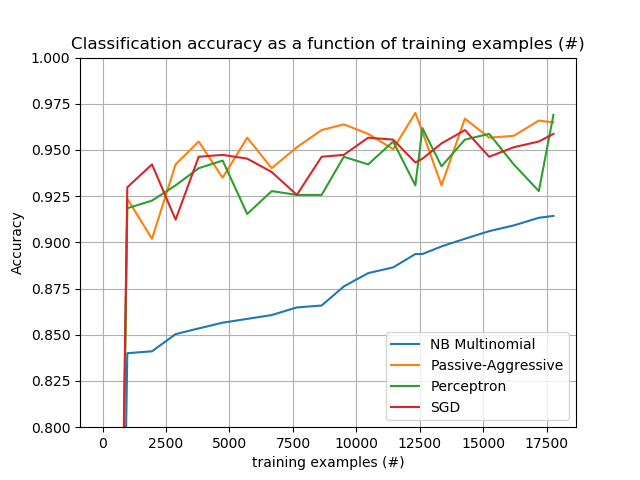 Classification accuracy as a function of training examples (#)
1.000
0.975
0.950
0.925
0.900
0.875
0.850
0.825
0.800
Accuracy
NB Multinomial
Passive-Aggressive
Perceptron
SGD
0 2500 5000 7500 10000 12500 15000 17500
training examples (#)